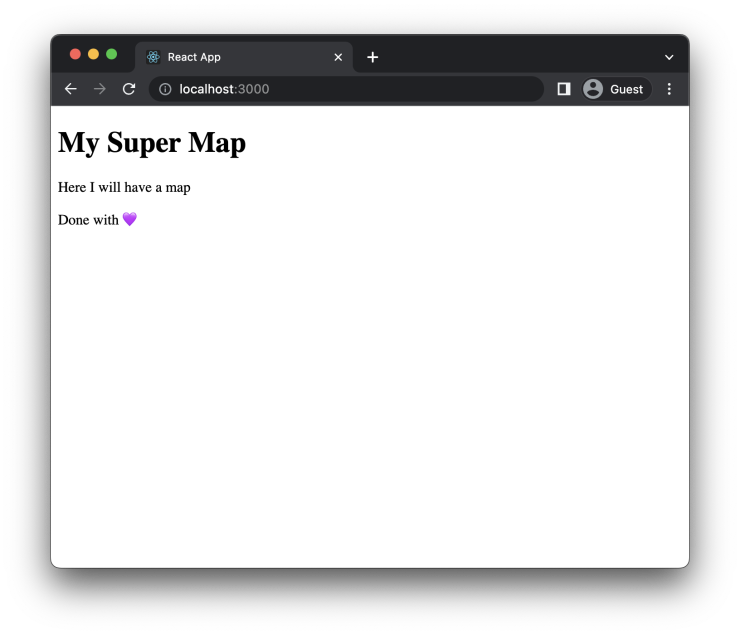 React App
localhost:3000
Guest
My Super Map
Here I will have a map
Done with 💜